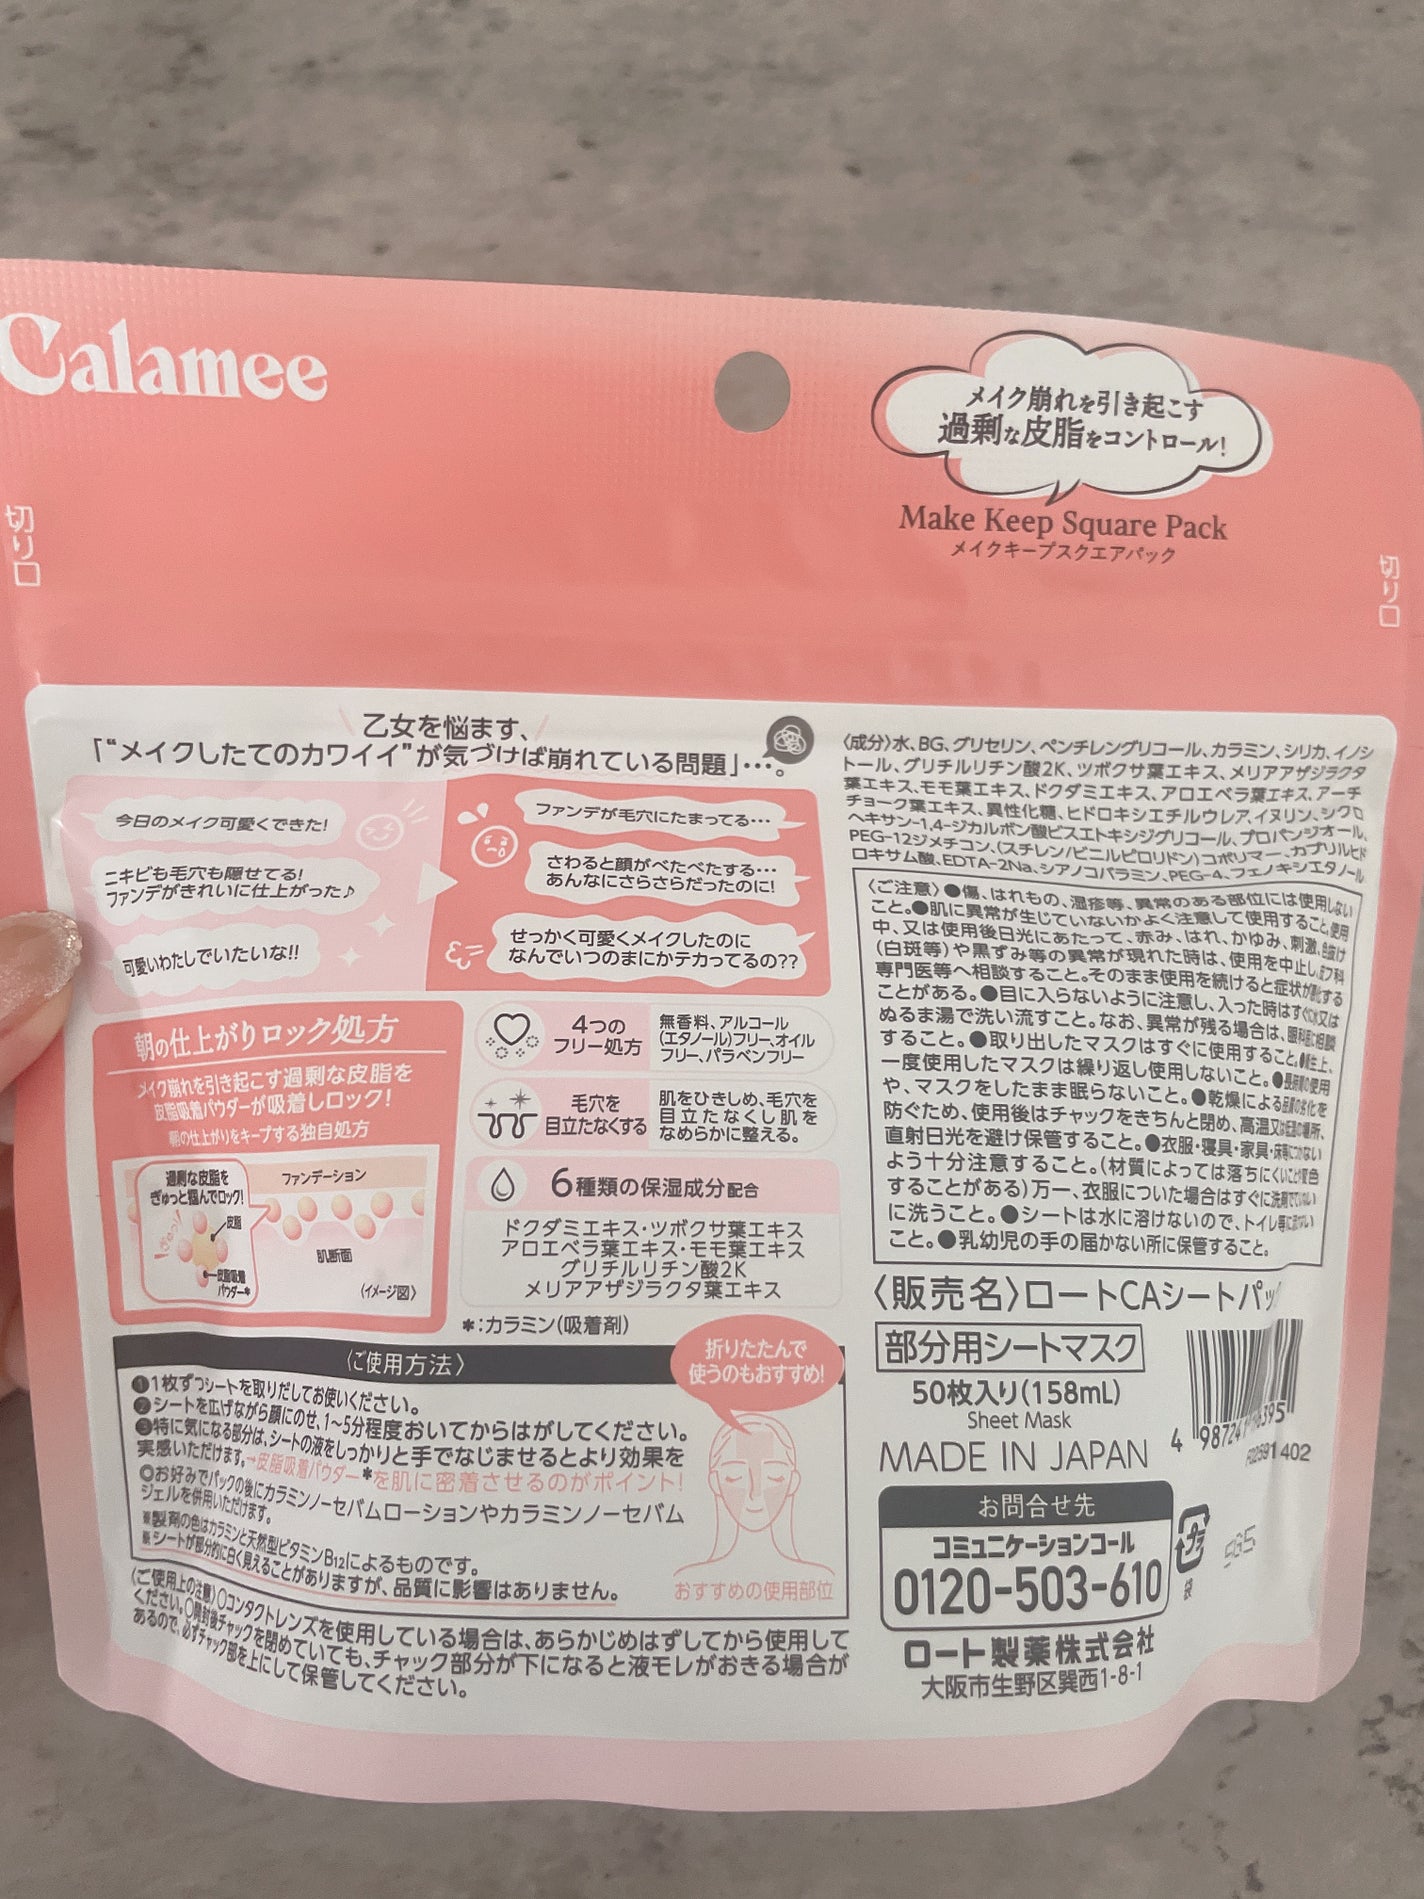 Calamee
メイク崩れを引き起こす
過剰な皮脂をコントロール!
Make Keep Square Pack
メイクキープスクエアパック
切り口
切り口
乙女を悩ます、
「“メイクしたてのカワイイ”が気づけば崩れている問題」…。
今日のメイク可愛くできた!
ニキビも毛穴も隠せてる!
ファンデがきれいに仕上がった♪
可愛いわたしでいたいな!!
ファンデが毛穴にたまってる…
さわると顔がべたべたする…
あんなにさらさらだったのに!
せっかく可愛くメイクしたのに
なんでいつのまにかテカってるの??
朝の仕上がりロック処方
メイク崩れを引き起こす過剰な皮脂を
皮脂吸着パウダーが吸着しロック!
朝の仕上がりをキープする独自処方
過剰な皮脂を
ぎゅっと掴んでロック!
ぎゅっ
皮脂
皮脂吸着
パウダー*
ファンデーション
肌断面
(イメージ図)
4つの
フリー処方
無香料、アルコール
(エタノール)フリー、オイル
フリー、パラベンフリー
毛穴を
目立たなくする
肌をひきしめ、毛穴を
目立たなくし肌を
なめらかに整える。
6種類の保湿成分配合
ドクダミエキス・ツボクサ葉エキス
アロエベラ葉エキス・モモ葉エキス
グリチルリチン酸2K
メリアアザジラクタ葉エキス
*:カラミン(吸着剤)
〈ご使用方法〉
❶1枚ずつシートを取りだしてお使いください。
❷シートを広げながら顔にのせ、1~5分程度おいてからはがしてください。
❸特に気になる部分は、シートの液をしっかりと手でなじませるとより効果を
実感いただけます。→皮脂吸着パウダー*を肌に密着させるのがポイント!
◎お好みでパックの後にカラミンノーセバムローションやカラミンノーセバム
ジェルを併用いただけます。
※製剤の色はカラミンと天然型ビタミンB12によるものです。
※シートが部分的に白く見えることがありますが、品質に影響はありません。
折りたたんで
使うのもおすすめ!
おすすめの使用部位
〈ご使用上の注意〉○コンタクトレンズを使用している場合は、あらかじめはずしてから使用して
ください。○開封後チャックを閉めていても、チャック部分が下になると液モレがおきる場合が
あるので、必ずチャック部を上にして保管してください。
〈成分〉水、BG、グリセリン、ペンチレングリコール、カラミン、シリカ、イノシ
トール、グリチルリチン酸2K、ツボクサ葉エキス、メリアアザジラクタ
葉エキス、モモ葉エキス、ドクダミエキス、アロエベラ葉エキス、アーチ
チョーク葉エキス、異性化糖、ヒドロキシエチルウレア、イヌリン、シクロ
ヘキサン-1,4-ジカルボン酸ビスエトキシジグリコール、プロパンジオール、
PEG-12ジメチコン、(スチレン/ビニルピロリドン)コポリマー、カプリルヒド
ロキサム酸、EDTA-2Na、シアノコバラミン、PEG-4、フェノキシエタノール
〈ご注意〉●傷、はれもの、湿疹等、異常のある部位には使用しない
こと。●肌に異常が生じていないかよく注意して使用すること。使用
中、又は使用後日光にあたって、赤み、はれ、かゆみ、刺激、色抜け
(白斑等)や黒ずみ等の異常が現れた時は、使用を中止し、皮フ科
専門医等へ相談すること。そのまま使用を続けると症状が悪化する
ことがある。●目に入らないように注意し、入った時はすぐに水又は
ぬるま湯で洗い流すこと。なお、異常が残る場合は、眼科医に相談
すること。●取り出したマスクはすぐに使用すること。●衛生上、
一度使用したマスクは繰り返し使用しないこと。●長時間の使用
や、マスクをしたまま眠らないこと。●乾燥による品質の劣化を
防ぐため、使用後はチャックをきちんと閉め、高温又は低温の場所、
直射日光を避け保管すること。●衣服・寝具・家具・床等につかない
よう十分注意すること。(材質によっては落ちにくいことや変色
することがある)万一、衣服についた場合はすぐに洗剤でていねい
に洗うこと。●シートは水に溶けないので、トイレ等に流さない
こと。●乳幼児の手の届かない所に保管すること。
〈販売名〉ロートCAシートパッ
部分用シートマスク
50枚入り(158mL)
Sheet Mask
MADE IN JAPAN
お問合せ先
コミュニケーションコール
0120-503-610
ロート製薬株式会社
大阪市生野区巽西1-8-1
プラ
袋